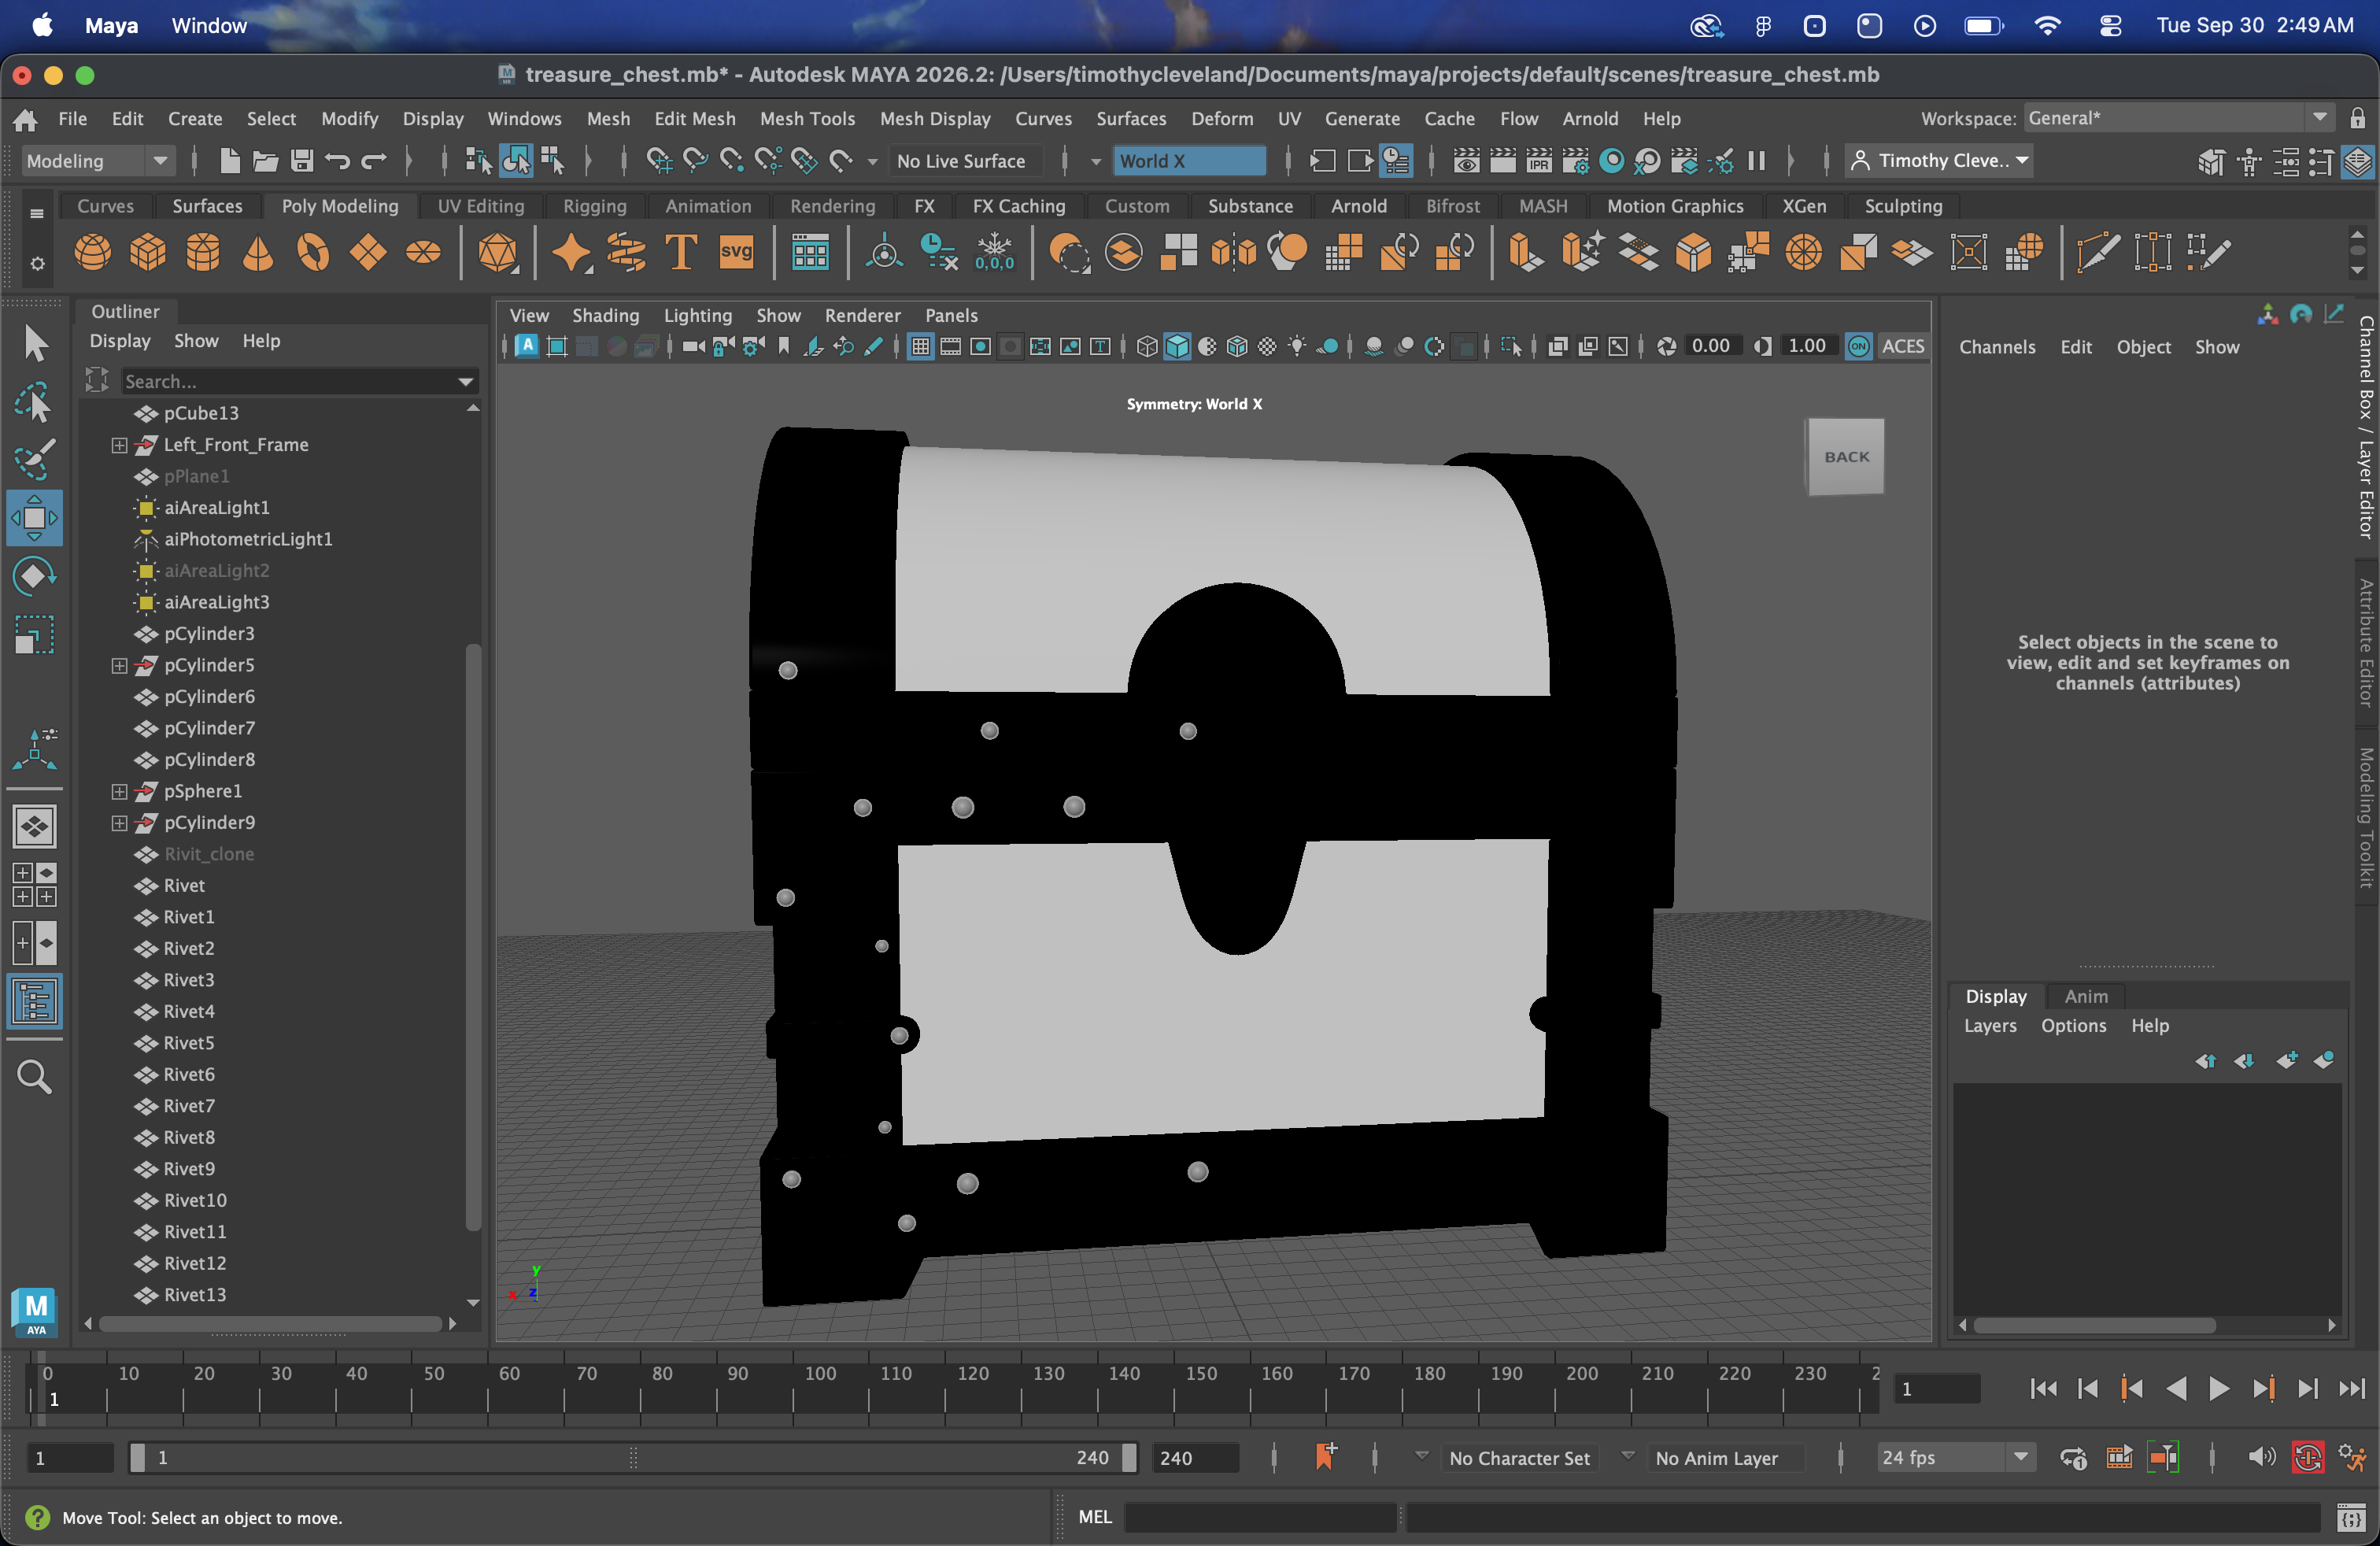 Maya Window Tue Sep 30 2:49 AM
treasure_chest.mb* - Autodesk MAYA 2026.2: /Users/timothycleveland/Documents/maya/projects/default/scenes/treasure_chest.mb
File Edit Create Select Modify Display Windows Mesh Edit Mesh Mesh Tools Mesh Display Curves Surfaces Deform UV Generate Cache Flow Arnold Help Workspace: General*
Modeling No Live Surface World X IPR Timothy Cleve..
Curves Surfaces Poly Modeling UV Editing Rigging Animation Rendering FX FX Caching Custom Substance Arnold Bifrost MASH Motion Graphics XGen Sculpting
T svg 0,0,0
Outliner
Display Show Help
Search...
pCube13
Left_Front_Frame
pPlane1
aiAreaLight1
aiPhotometricLight1
aiAreaLight2
aiAreaLight3
pCylinder3
pCylinder5
pCylinder6
pCylinder7
pCylinder8
pSphere1
pCylinder9
Rivit_clone
Rivet
Rivet1
Rivet2
Rivet3
Rivet4
Rivet5
Rivet6
Rivet7
Rivet8
Rivet9
Rivet10
Rivet11
Rivet12
Rivet13
M
AYA
View Shading Lighting Show Renderer Panels
A T 0.00 1.00 ON ACES
Symmetry: World X
BACK
y
x z
Channels Edit Object Show
Select objects in the scene to
view, edit and set keyframes on
channels (attributes)
Channel Box / Layer Editor
Attribute Editor
Modeling Toolkit
Display Anim
Layers Options Help
0 10 20 30 40 50 60 70 80 90 100 110 120 130 140 150 160 170 180 190 200 210 220 230 2
1
1
1 1 240 240 No Character Set No Anim Layer 24 fps
? Move Tool: Select an object to move. MEL